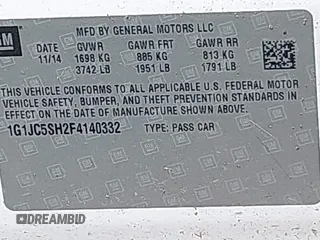 GM
MFD BY GENERAL MOTORS LLC
DATE GVWR GAWR FRT GAWR RR
11/14 1698 KG 885 KG 813 KG
3742 LB 1951 LB 1791 LB
THIS VEHICLE CONFORMS TO ALL APPLICABLE U.S. FEDERAL MOTOR
VEHICLE SAFETY, BUMPER, AND THEFT PREVENTION STANDARDS IN
EFFECT ON THE DATE OF MANUFACTURE SHOWN ABOVE.
1G1JC5SH2F4140332 TYPE: PASS CAR
DREAMBID